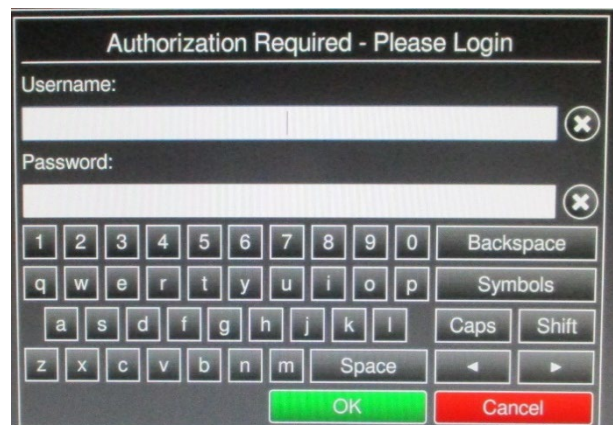 Authorization Required - Please Login
Username:
Password:
1 2 3 4 5 6 7 8 9 0 Backspace
q w e r t y u i o p Symbols
a s d f g h j k l Caps Shift
z x c v b n m Space ◄ ►
OK Cancel